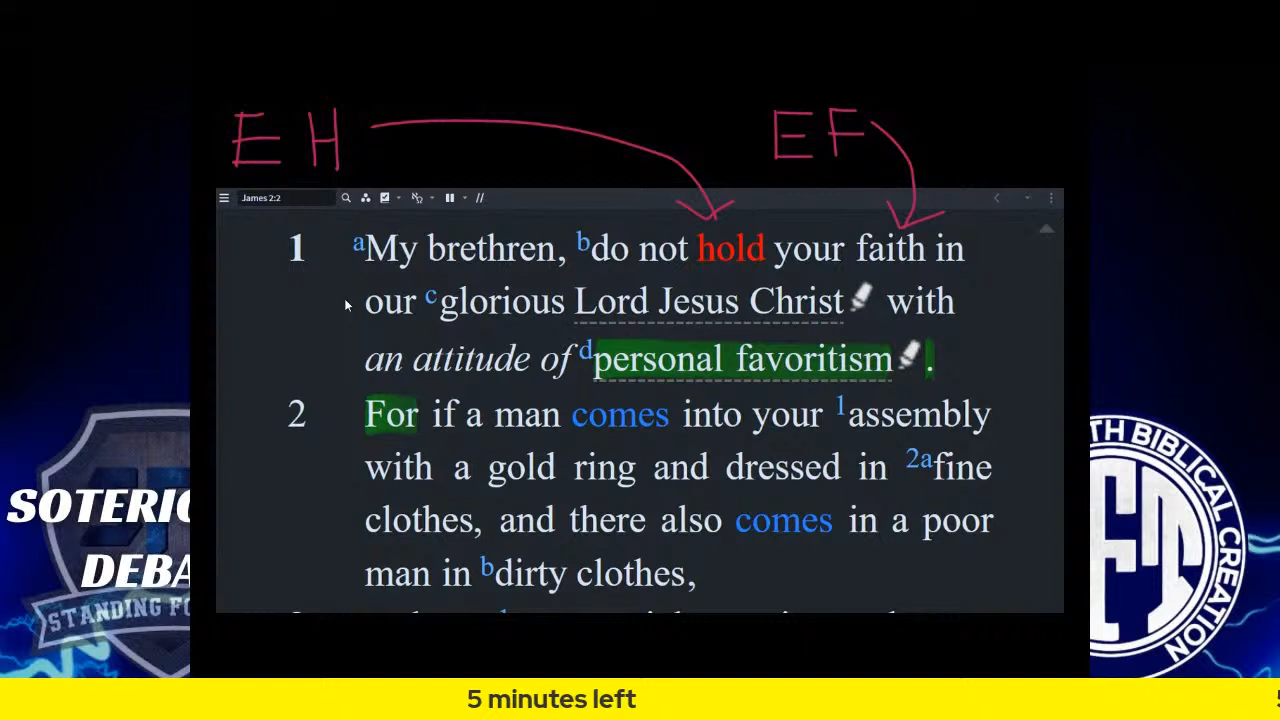 EH EF
James 2:2
1 aMy brethren, bdo not hold your faith in
our cglorious Lord Jesus Christ with
an attitude of dpersonal favoritism .
2 For if a man comes into your 1assembly
with a gold ring and dressed in 2afine
clothes, and there also comes in a poor
man in bdirty clothes,
SOTERIO
DEBA
STANDING FO
TH BIBLICAL CREATION
FT
5 minutes left